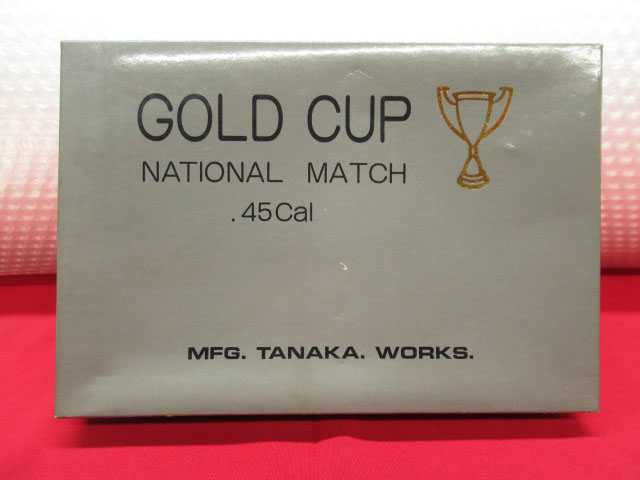 GOLD CUP
NATIONAL MATCH
.45Cal
MFG. TANAKA. WORKS.